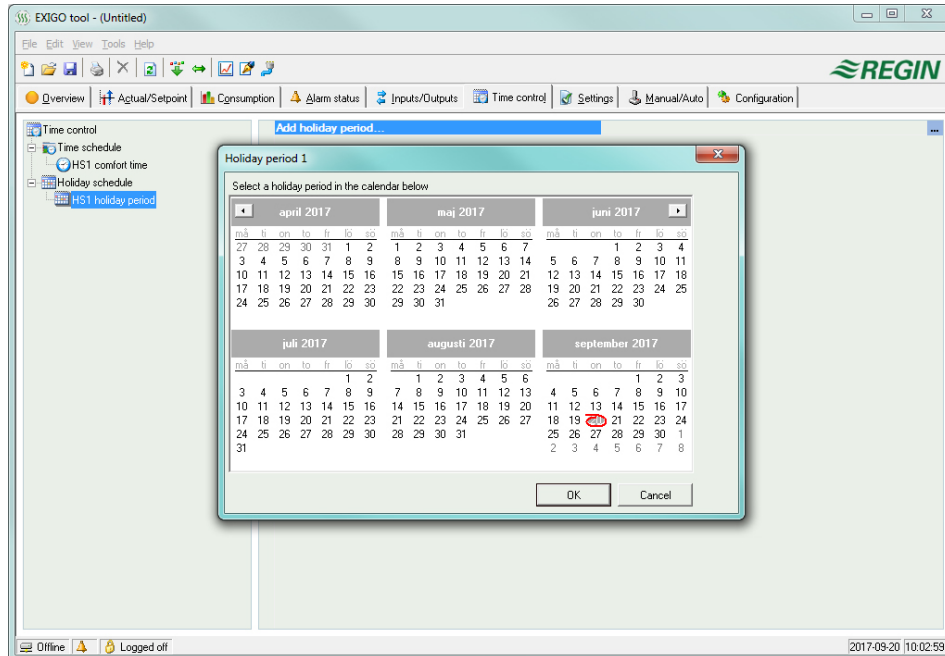 EXIGO tool - (Untitled)
File Edit View Tools Help
REGIN
Overview Actual/Setpoint Consumption Alarm status Inputs/Outputs Time control Settings Manual/Auto Configuration
Time control
Time schedule
HS1 comfort time
Holiday schedule
HS1 holiday period
Add holiday period...
...
Holiday period 1
Select a holiday period in the calendar below
april 2017
må ti on to fr lö sö
27 28 29 30 31 1 2
3 4 5 6 7 8 9
10 11 12 13 14 15 16
17 18 19 20 21 22 23
24 25 26 27 28 29 30
maj 2017
må ti on to fr lö sö
1 2 3 4 5 6 7
8 9 10 11 12 13 14
15 16 17 18 19 20 21
22 23 24 25 26 27 28
29 30 31
juni 2017
må ti on to fr lö sö
1 2 3 4
5 6 7 8 9 10 11
12 13 14 15 16 17 18
19 20 21 22 23 24 25
26 27 28 29 30
juli 2017
må ti on to fr lö sö
1 2
3 4 5 6 7 8 9
10 11 12 13 14 15 16
17 18 19 20 21 22 23
24 25 26 27 28 29 30
31
augusti 2017
må ti on to fr lö sö
1 2 3 4 5 6
7 8 9 10 11 12 13
14 15 16 17 18 19 20
21 22 23 24 25 26 27
28 29 30 31
september 2017
må ti on to fr lö sö
1 2 3
4 5 6 7 8 9 10
11 12 13 14 15 16 17
18 19 20 21 22 23 24
25 26 27 28 29 30 1
2 3 4 5 6 7 8
OK Cancel
Offline Logged off 2017-09-20 10:02:59